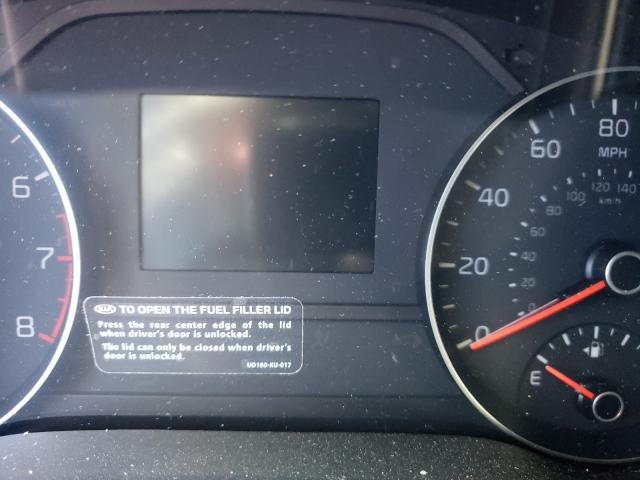 6
7
8
KIA TO OPEN THE FUEL FILLER LID
Press the rear center edge of the lid
when driver's door is unlocked.
The lid can only be closed when driver's
door is unlocked.
UD160-KU-017
80
MPH
60
40
20
0
120
140
100
km/h
80
60
40
20
0
E